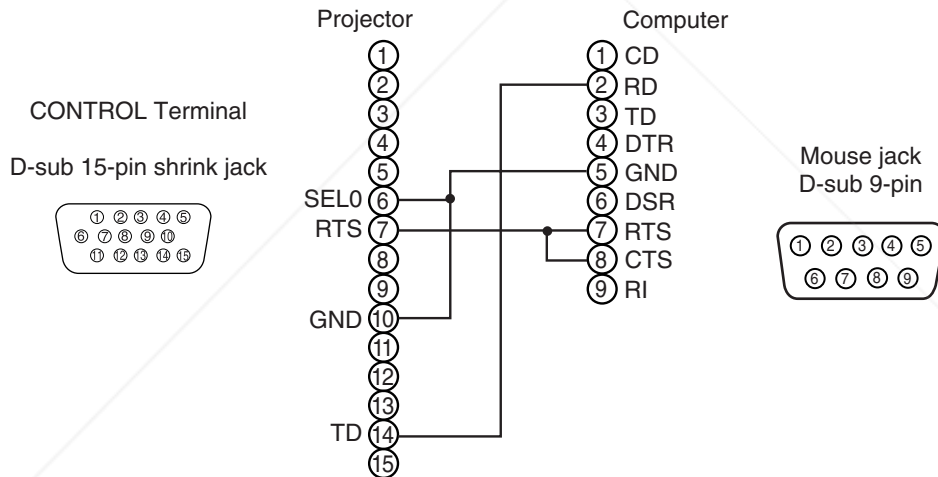 Projector
Computer
CONTROL Terminal
D-sub 15-pin shrink jack
① ② ③ ④ ⑤
⑥ ⑦ ⑧ ⑨ ⑩
⑪ ⑫ ⑬ ⑭ ⑮
①
②
③
④
⑤
SEL0 ⑥
RTS ⑦
⑧
⑨
GND ⑩
⑪
⑫
⑬
TD ⑭
⑮
① CD
② RD
③ TD
④ DTR
⑤ GND
⑥ DSR
⑦ RTS
⑧ CTS
⑨ RI
Mouse jack
D-sub 9-pin
① ② ③ ④ ⑤
⑥ ⑦ ⑧ ⑨